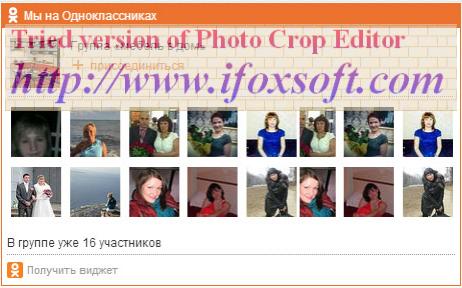 Мы на Одноклассниках
Tried version of Photo Crop Editor
Группа «мебель в дом»
+ присоединиться
http://www.ifoxsoft.com
В группе уже 16 участников
Получить виджет